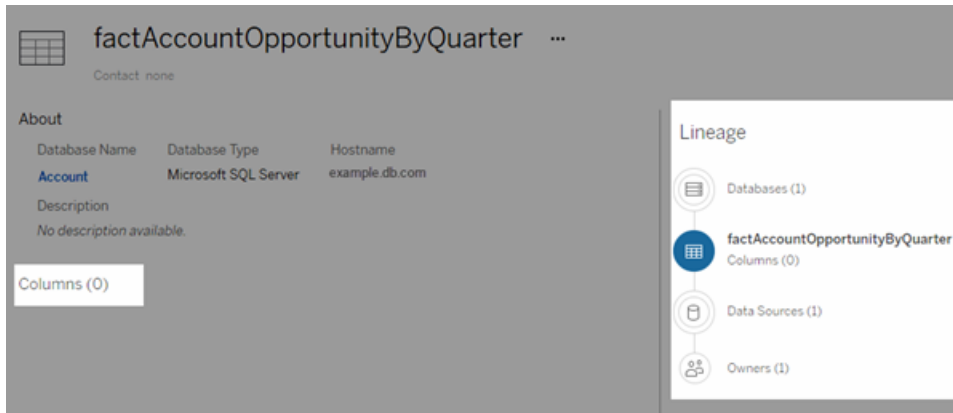 factAccountOpportunityByQuarter ...
Contact none
About
Database Name Database Type Hostname
Account Microsoft SQL Server example.db.com
Description
No description available.
Columns (0)
Lineage
Databases (1)
factAccountOpportunityByQuarter
Columns (0)
Data Sources (1)
Owners (1)